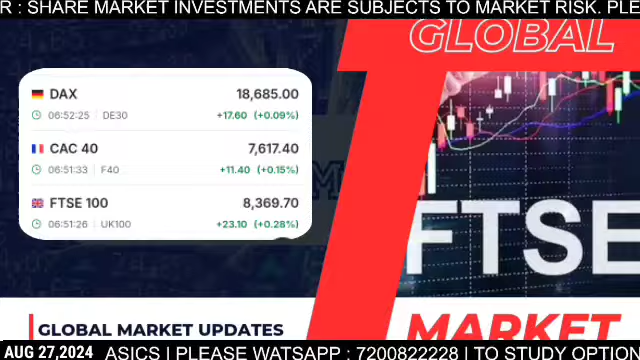 R : SHARE MARKET INVESTMENTS ARE SUBJECTS TO MARKET RISK. PLE
GLOBAL
DAX 18,685.00
06:52:25 | DE30 +17.60 (+0.09%)
CAC 40 7,617.40
06:51:33 | F40 +11.40 (+0.15%)
FTSE 100 8,369.70
06:51:26 | UK100 +23.10 (+0.28%)
FTSE
GLOBAL MARKET UPDATES
MARKET
AUG 27,2024 ASICS | PLEASE WATSAPP : 7200822228 | TO STUDY OPTION